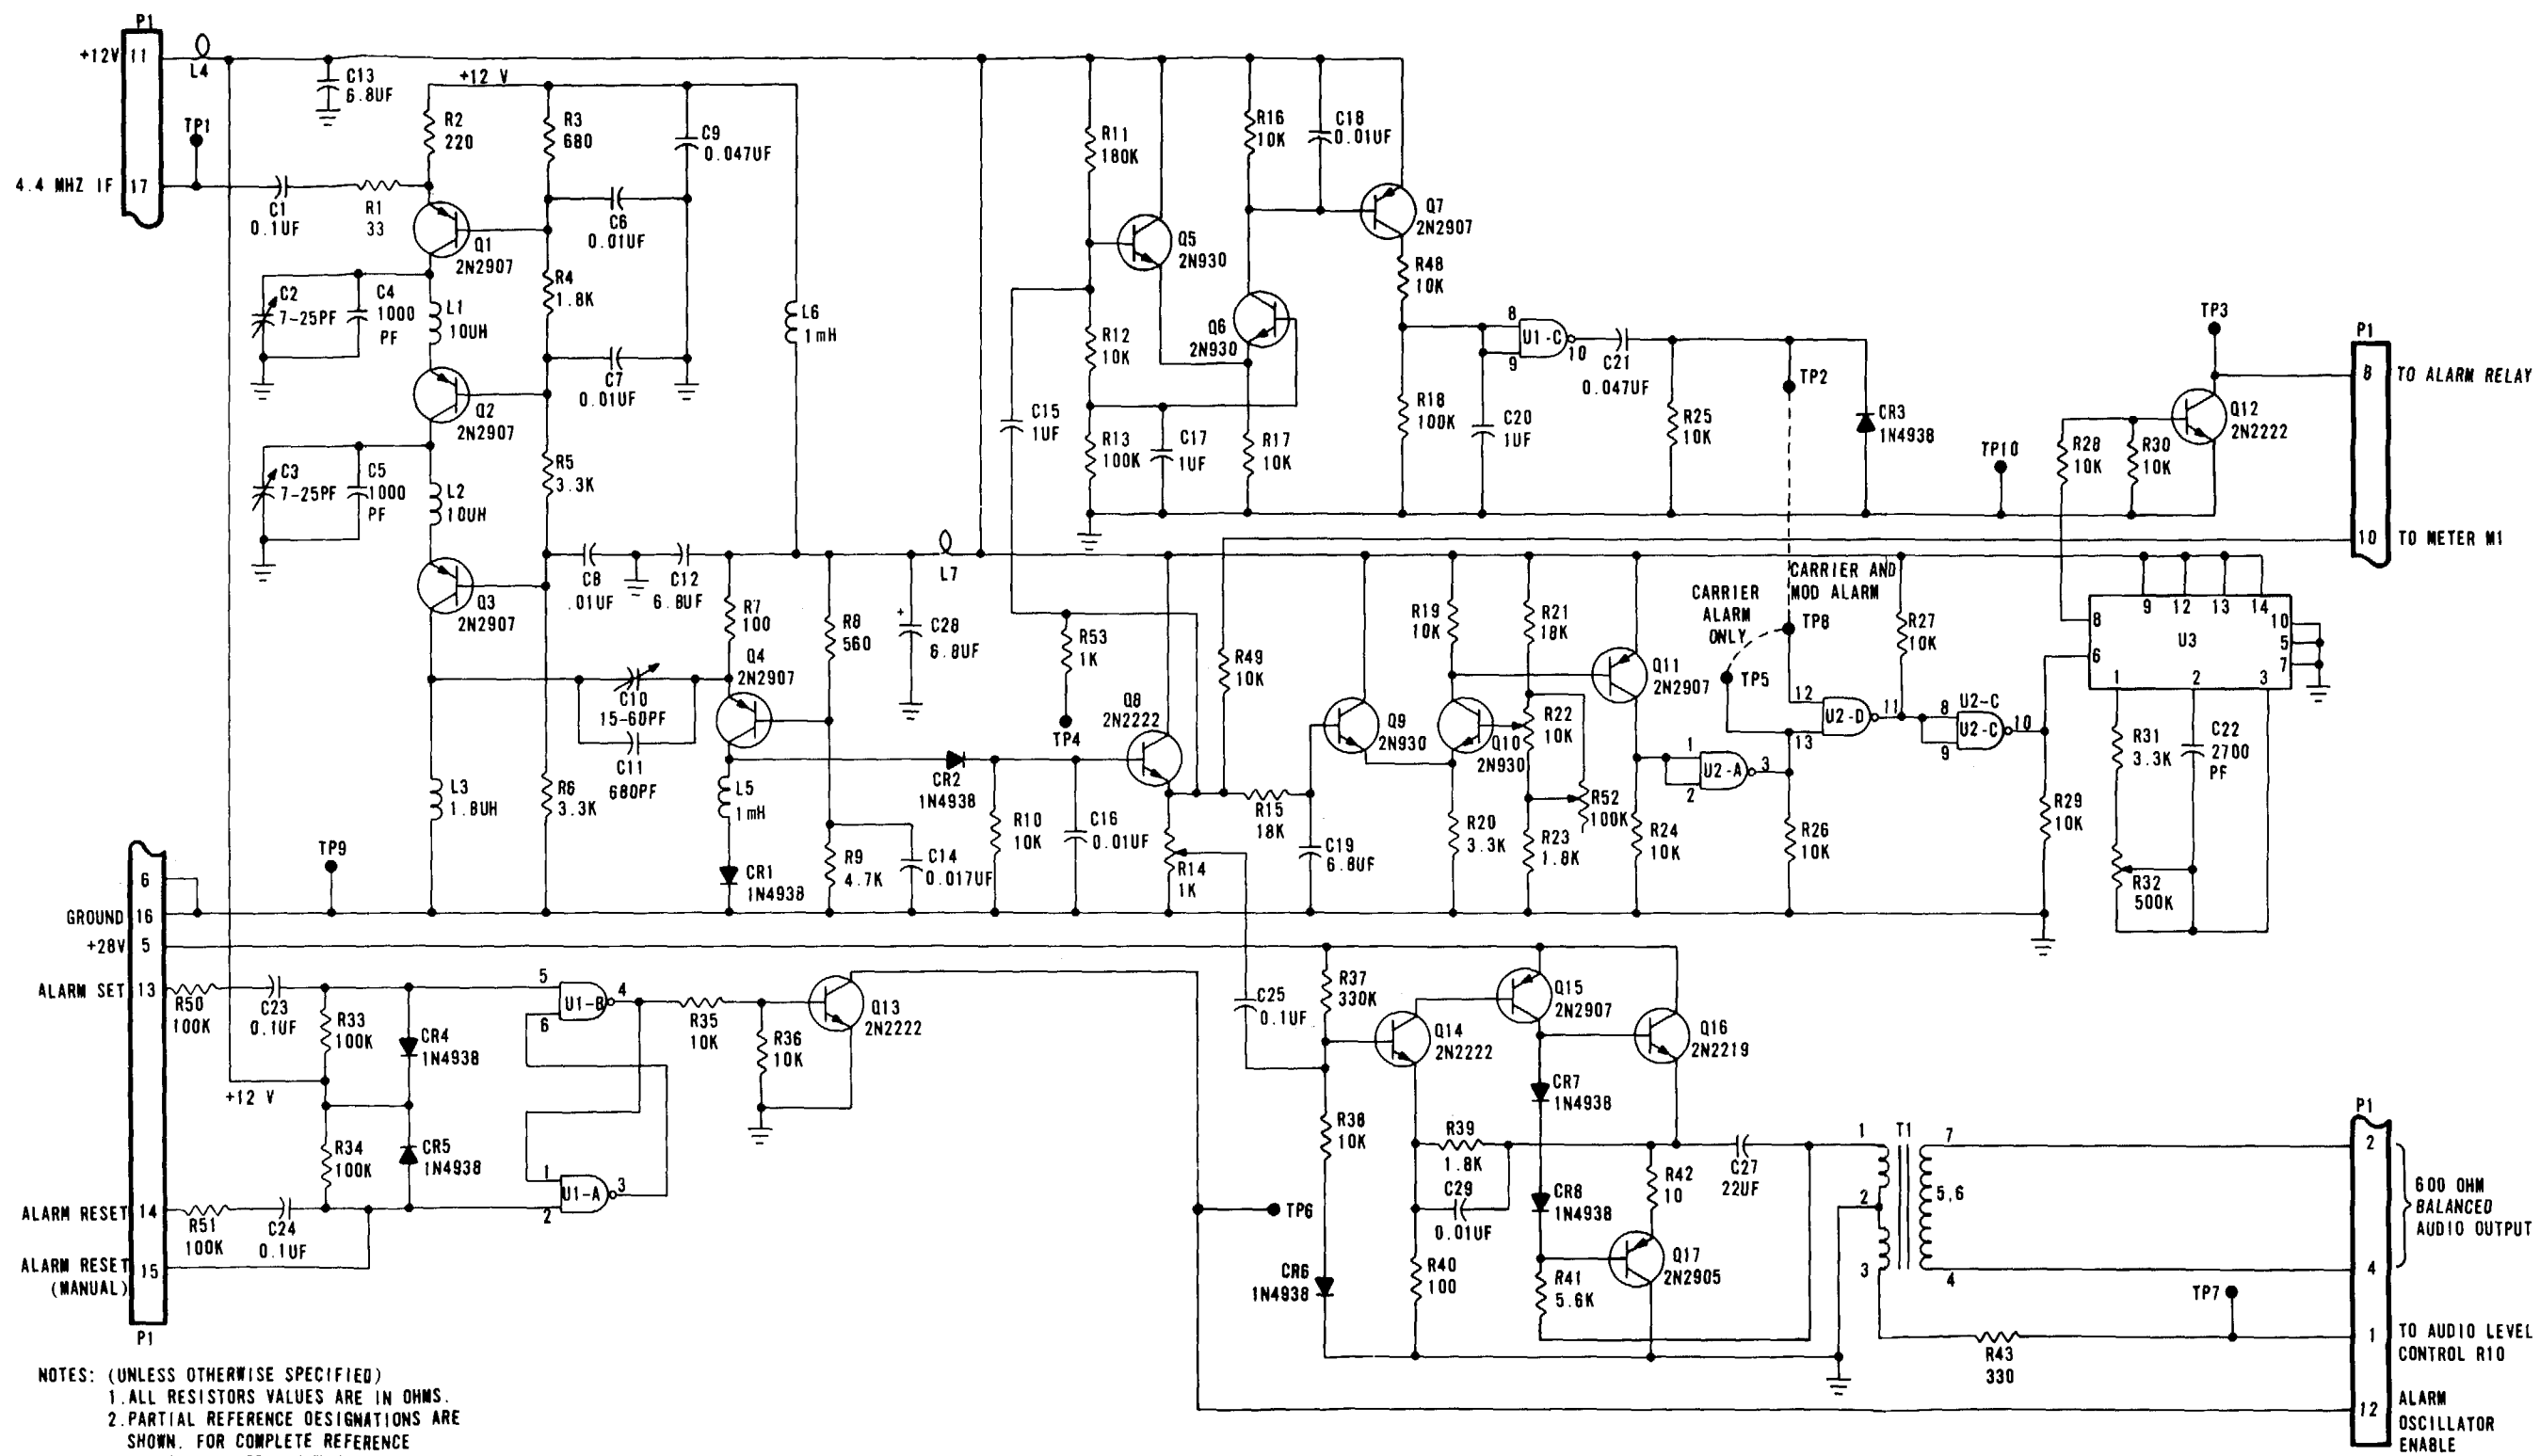 P1
+12V 11
L4
C13
6.8UF
+12 V
TP1
4.4 MHZ IF 17
C1
0.1UF
R1
33
R2
220
R3
680
C9
0.047UF
C6
0.01UF
Q1
2N2907
C2
7-25PF
C4
1000
PF
L1
10UH
R4
1.8K
L6
1mH
C7
0.01UF
Q2
2N2907
C3
7-25PF
C5
1000
PF
L2
10UH
R5
3.3K
Q3
2N2907
C8
.01UF
C12
6.8UF
R7
100
R8
560
+
C28
6.8UF
L7
Q4
2N2907
C10
15-60PF
C11
680PF
L3
1.8UH
R6
3.3K
L5
1mH
CR1
1N4938
R9
4.7K
C14
0.017UF
CR2
1N4938
R10
10K
C16
0.01UF
R11
180K
Q5
2N930
R16
10K
C18
0.01UF
Q7
2N2907
R12
10K
Q6
2N930
R48
10K
C15
1UF
R13
100K
C17
1UF
R17
10K
R18
100K
C20
1UF
8
9
U1-C
10
C21
0.047UF
R25
10K
TP2
CR3
1N4938
TP10
R28
10K
R30
10K
TP3
Q12
2N2222
P1
8 TO ALARM RELAY
10 TO METER M1
R53
1K
TP4
Q8
2N2222
R49
10K
R14
1K
R15
18K
C19
6.8UF
Q9
2N930
R19
10K
Q10
2N930
R20
3.3K
R21
18K
R22
10K
R52
100K
R23
1.8K
Q11
2N2907
R24
10K
1
2
U2-A
3
R26
10K
CARRIER
ALARM
ONLY
CARRIER AND
MOD ALARM
TP8
TP5
12
13
U2-D
11
R27
10K
8
9
U2-C
U2-C
10
R29
10K
9 12 13 14
8
6
U3
10
5
7
1 2 3
R31
3.3K
C22
2700
PF
R32
500K
TP9
6
GROUND 16
+28V 5
ALARM SET 13
R50
100K
C23
0.1UF
R33
100K
CR4
1N4938
+12 V
R34
100K
CR5
1N4938
ALARM RESET 14
R51
100K
C24
0.1UF
ALARM RESET
(MANUAL)
15
P1
5
6
U1-B
4
1
2
U1-A
3
R35
10K
R36
10K
Q13
2N2222
C25
0.1UF
R37
330K
Q14
2N2222
Q15
2N2907
Q16
2N2219
R38
10K
CR7
1N4938
R39
1.8K
C29
0.01UF
CR8
1N4938
R42
10
C27
22UF
TP6
CR6
1N4938
R40
100
R41
5.6K
Q17
2N2905
1
2
3
T1
7
5,6
4
P1
2
4
600 OHM
BALANCED
AUDIO OUTPUT
TP7
R43
330
1 TO AUDIO LEVEL
CONTROL R10
12 ALARM
OSCILLATOR
ENABLE
NOTES: (UNLESS OTHERWISE SPECIFIED)
1.ALL RESISTORS VALUES ARE IN OHMS.
2.PARTIAL REFERENCE DESIGNATIONS ARE
SHOWN. FOR COMPLETE REFERENCE